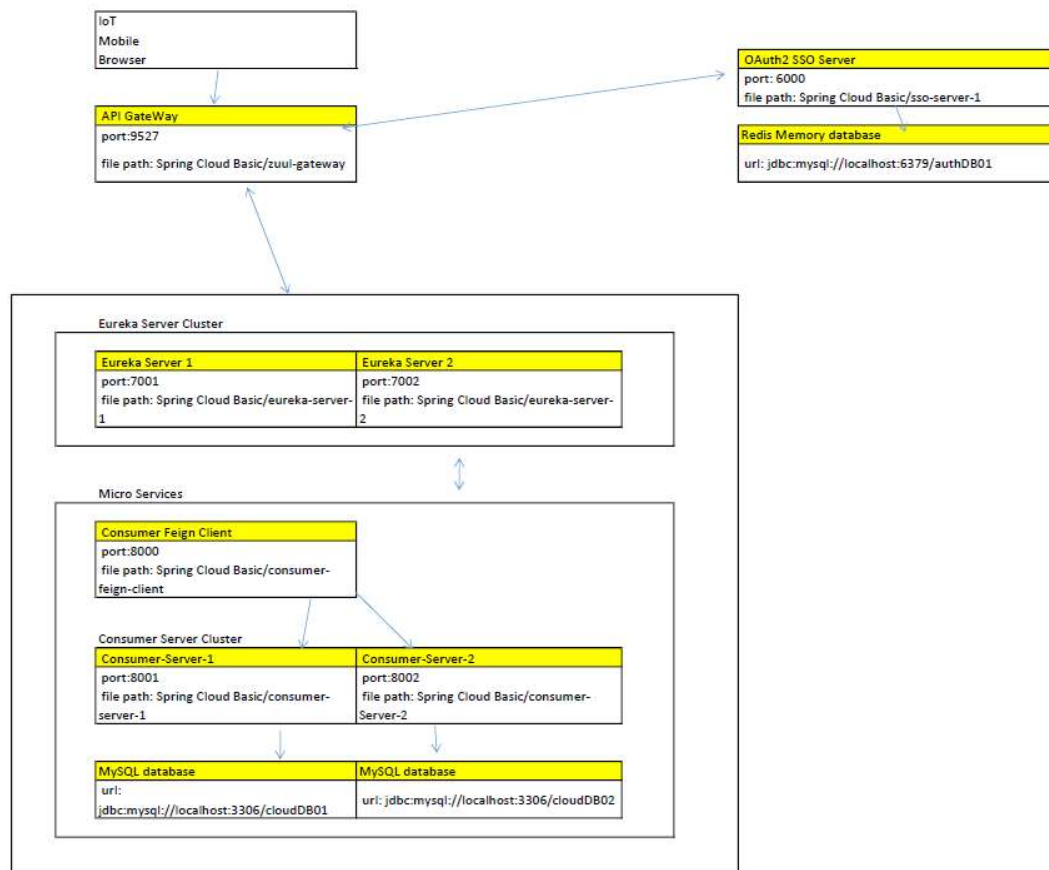 IoT
Mobile
Browser
OAuth2 SSO Server
port: 6000
file path: Spring Cloud Basic/sso-server-1
API GateWay
port:9527
file path: Spring Cloud Basic/zuul-gateway
Redis Memory database
url: jdbc:mysql://localhost:6379/authDB01
Eureka Server Cluster
Eureka Server 1
port:7001
file path: Spring Cloud Basic/eureka-server-
1
Eureka Server 2
port:7002
file path: Spring Cloud Basic/eureka-server-
2
Micro Services
Consumer Feign Client
port:8000
file path: Spring Cloud Basic/consumer-
feign-client
Consumer Server Cluster
Consumer-Server-1
port:8001
file path: Spring Cloud Basic/consumer-
server-1
Consumer-Server-2
port:8002
file path: Spring Cloud Basic/consumer-
Server-2
MySQL database
url:
jdbc:mysql://localhost:3306/cloudDB01
MySQL database
url: jdbc:mysql://localhost:3306/cloudDB02